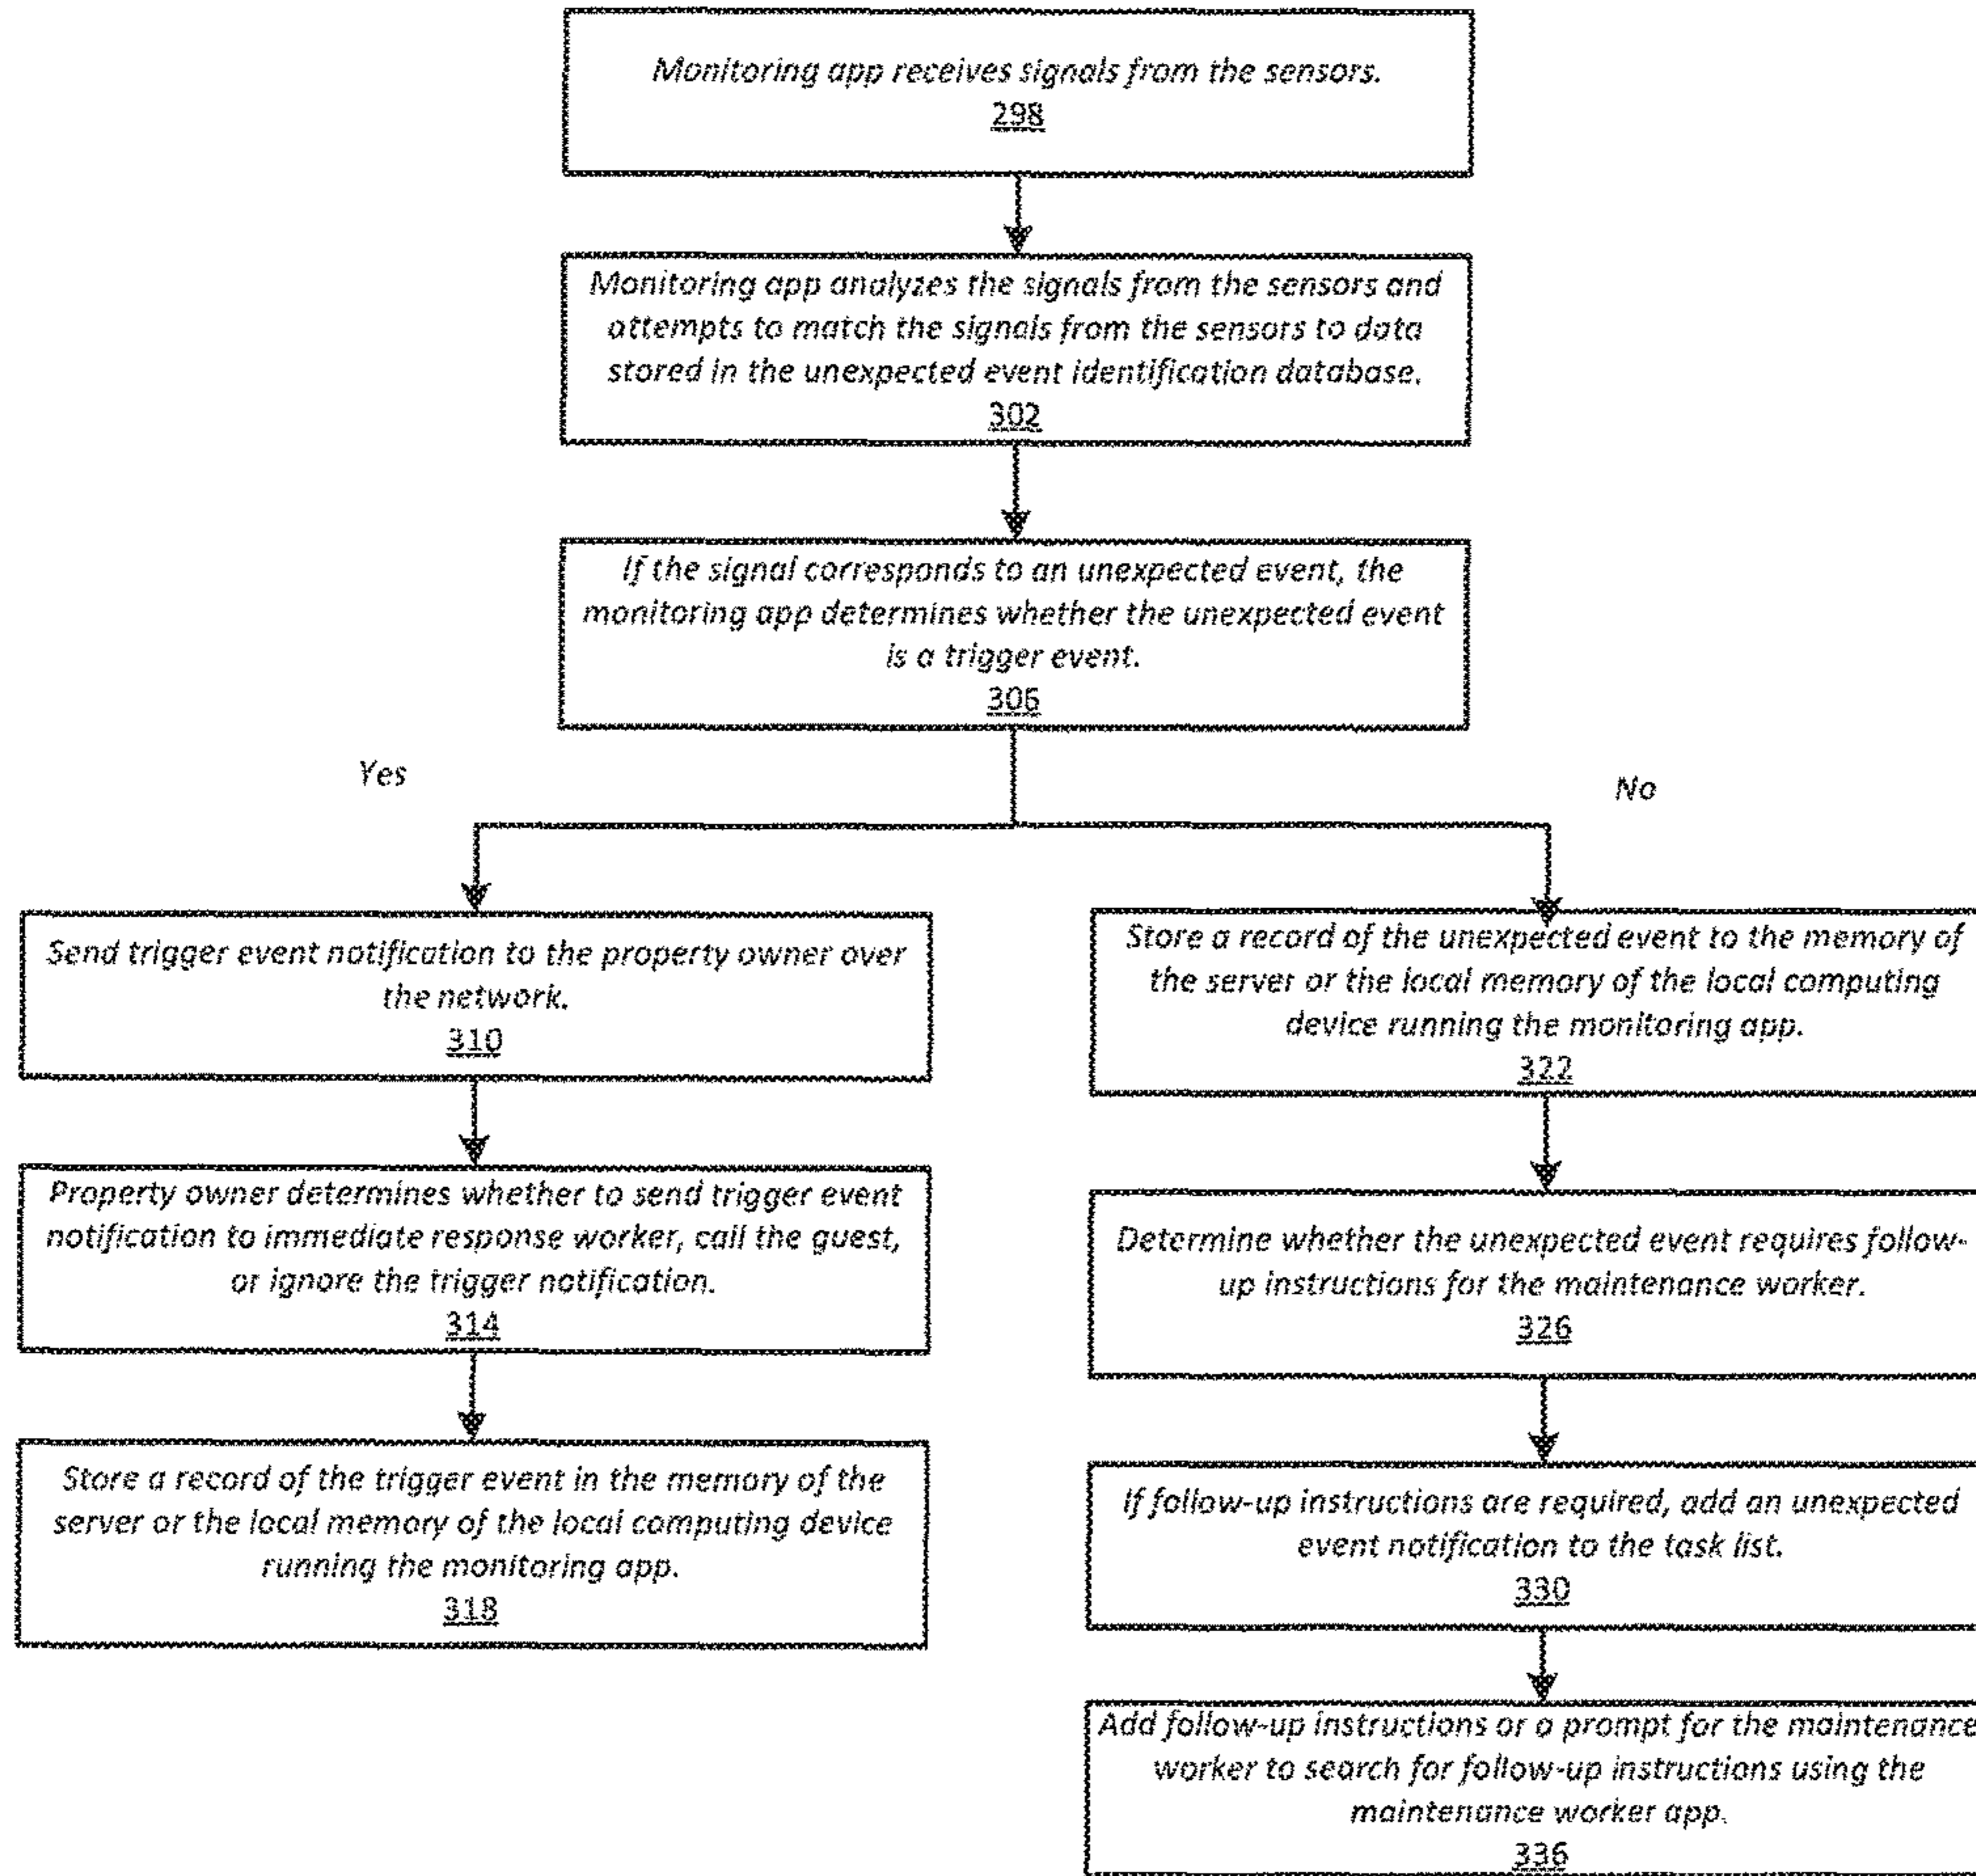 Monitoring app receives signals from the sensors.
298
Monitoring app analyzes the signals from the sensors and
attempts to match the signals from the sensors to data
stored in the unexpected event identification database.
302
If the signal corresponds to an unexpected event, the
monitoring app determines whether the unexpected event
is a trigger event.
306
Yes
No
Send trigger event notification to the property owner over
the network.
310
Property owner determines whether to send trigger event
notification to immediate response worker, call the guest,
or ignore the trigger notification.
314
Store a record of the trigger event in the memory of the
server or the local memory of the local computing device
running the monitoring app.
318
Store a record of the unexpected event to the memory of
the server or the local memory of the local computing
device running the monitoring app.
322
Determine whether the unexpected event requires follow-
up instructions for the maintenance worker.
326
If follow-up instructions are required, add an unexpected
event notification to the task list.
330
Add follow-up instructions or a prompt for the maintenance
worker to search for follow-up instructions using the
maintenance worker app.
336